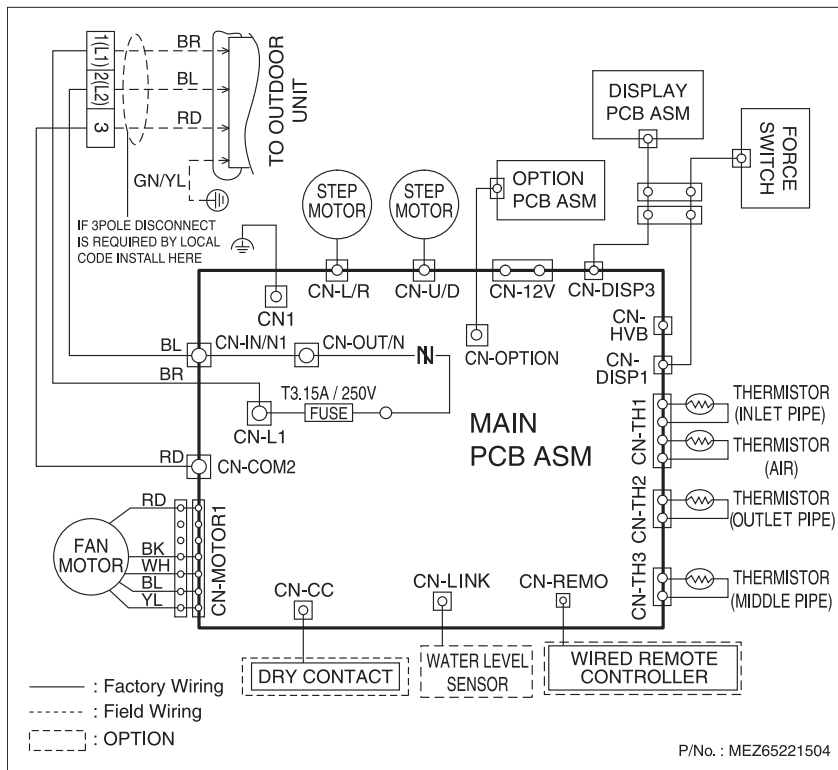 1(L1)
2(L2)
3
BR
BL
RD
GN/YL
TO OUTDOOR
UNIT
IF 3POLE DISCONNECT
IS REQUIRED BY LOCAL
CODE INSTALL HERE
STEP
MOTOR
STEP
MOTOR
OPTION
PCB ASM
DISPLAY
PCB ASM
FORCE
SWITCH
CN1
CN-L/R
CN-U/D
CN-12V
CN-DISP3
CN-OPTION
CN-
HVB
CN-
DISP1
BL
CN-IN/N1
CN-OUT/N
BR
T3.15A / 250V
FUSE
CN-L1
RD
CN-COM2
MAIN
PCB ASM
CN-TH1
THERMISTOR
(INLET PIPE)
THERMISTOR
(AIR)
CN-TH2
THERMISTOR
(OUTLET PIPE)
CN-TH3
THERMISTOR
(MIDDLE PIPE)
FAN
MOTOR
RD
BK
WH
BL
YL
CN-MOTOR1
CN-CC
CN-LINK
CN-REMO
DRY CONTACT
WATER LEVEL
SENSOR
WIRED REMOTE
CONTROLLER
: Factory Wiring
: Field Wiring
: OPTION
P/No. : MEZ65221504